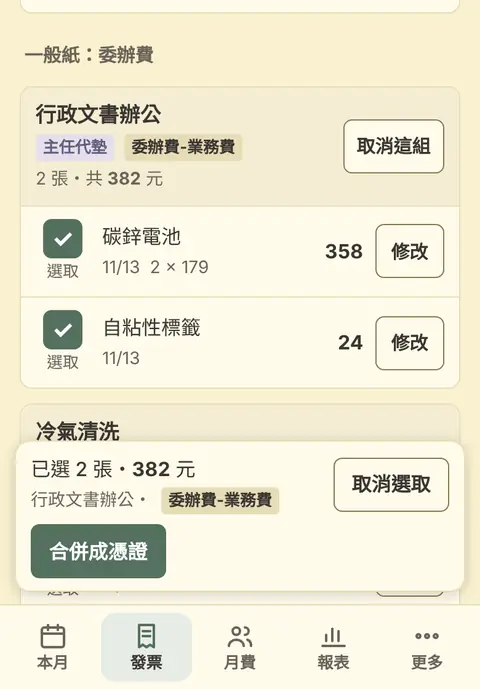 一般紙：委辦費
行政文書辦公
主任代墊 委辦費-業務費
2 張・共 382 元
取消這組
碳鋅電池
11/13 2 × 179
358
修改
選取
自粘性標籤
11/13
24
修改
選取
冷氣清洗
已選 2 張・382 元
行政文書辦公・ 委辦費-業務費
取消選取
合併成憑證
本月 發票 月費 報表 更多